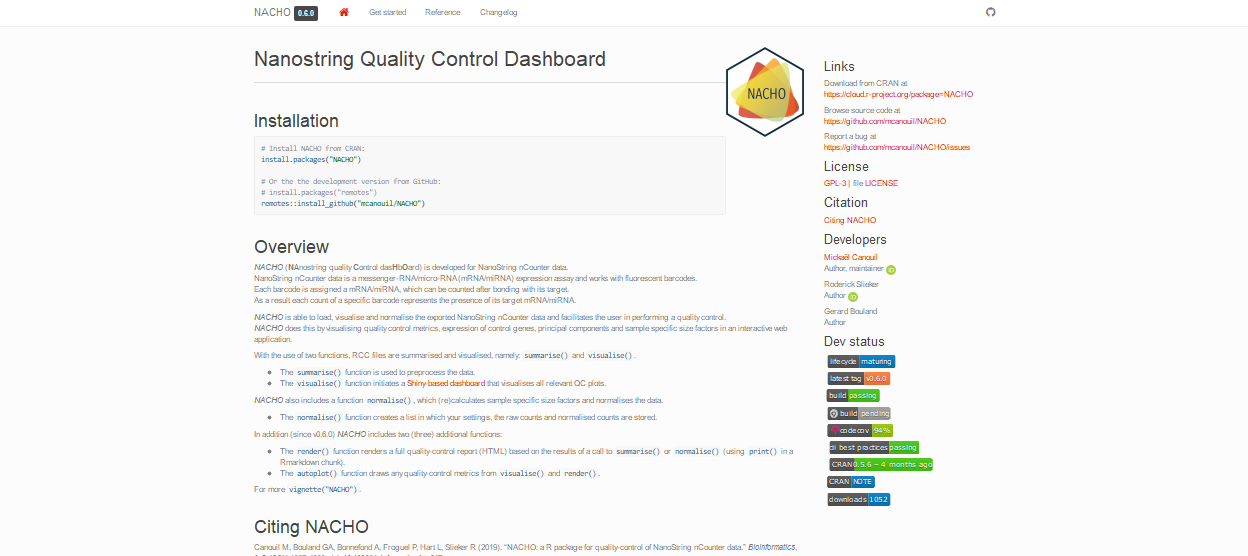 NACHO 0.6.0 Get started Reference Changelog
Nanostring Quality Control Dashboard
NACHO
Installation
# Install NACHO from CRAN:
install.packages("NACHO")
# Or the the development version from GitHub:
# install.packages("remotes")
remotes::install_github("mcanouil/NACHO")
Overview
NACHO (NAnostring quality Control dasHbOard) is developed for NanoString nCounter data.
NanoString nCounter data is a messenger-RNA/micro-RNA (mRNA/miRNA) expression assay and works with fluorescent barcodes.
Each barcode is assigned a mRNA/miRNA, which can be counted after bonding with its target.
As a result each count of a specific barcode represents the presence of its target mRNA/miRNA.
NACHO is able to load, visualise and normalise the exported NanoString nCounter data and facilitates the user in performing a quality control.
NACHO does this by visualising quality control metrics, expression of control genes, principal components and sample specific size factors in an interactive web
application.
With the use of two functions, RCC files are summarised and visualised, namely: summarise() and visualise().
The summarise() function is used to preprocess the data.
The visualise() function initiates a Shiny-based dashboard that visualises all relevant QC plots.
NACHO also includes a function normalise(), which (re)calculates sample specific size factors and normalises the data.
The normalise() function creates a list in which your settings, the raw counts and normalised counts are stored.
In addition (since v0.6.0) NACHO includes two (three) additional functions:
The render() function renders a full quality-control report (HTML) based on the results of a call to summarise() or normalise() (using print() in a
Rmarkdown chunk).
The autoplot() function draws any quality-control metrics from visualise() and render().
For more vignette("NACHO").
Citing NACHO
Canouil M, Bouland GA, Bonnefond A, Froguel P, Hart L, Slieker R (2019). “NACHO: a R package for quality-control of NanoString nCounter data.” Bioinformatics,
Links
Download from CRAN at
https://cloud.r-project.org/package=NACHO
Browse source code at
https://github.com/mcanouil/NACHO
Report a bug at
https://github.com/mcanouil/NACHO/issues
License
GPL-3 | file LICENSE
Citation
Citing NACHO
Developers
Mickaël Canouil
Author, maintainer iD
Roderick Slieker
Author iD
Gerard Bouland
Author
Dev status
lifecycle maturing
latest tag v0.6.0
build passing
build pending
codecov 94%
cii best practices passing
CRAN 0.5.6 – 4 months ago
CRAN NOTE
downloads 1052